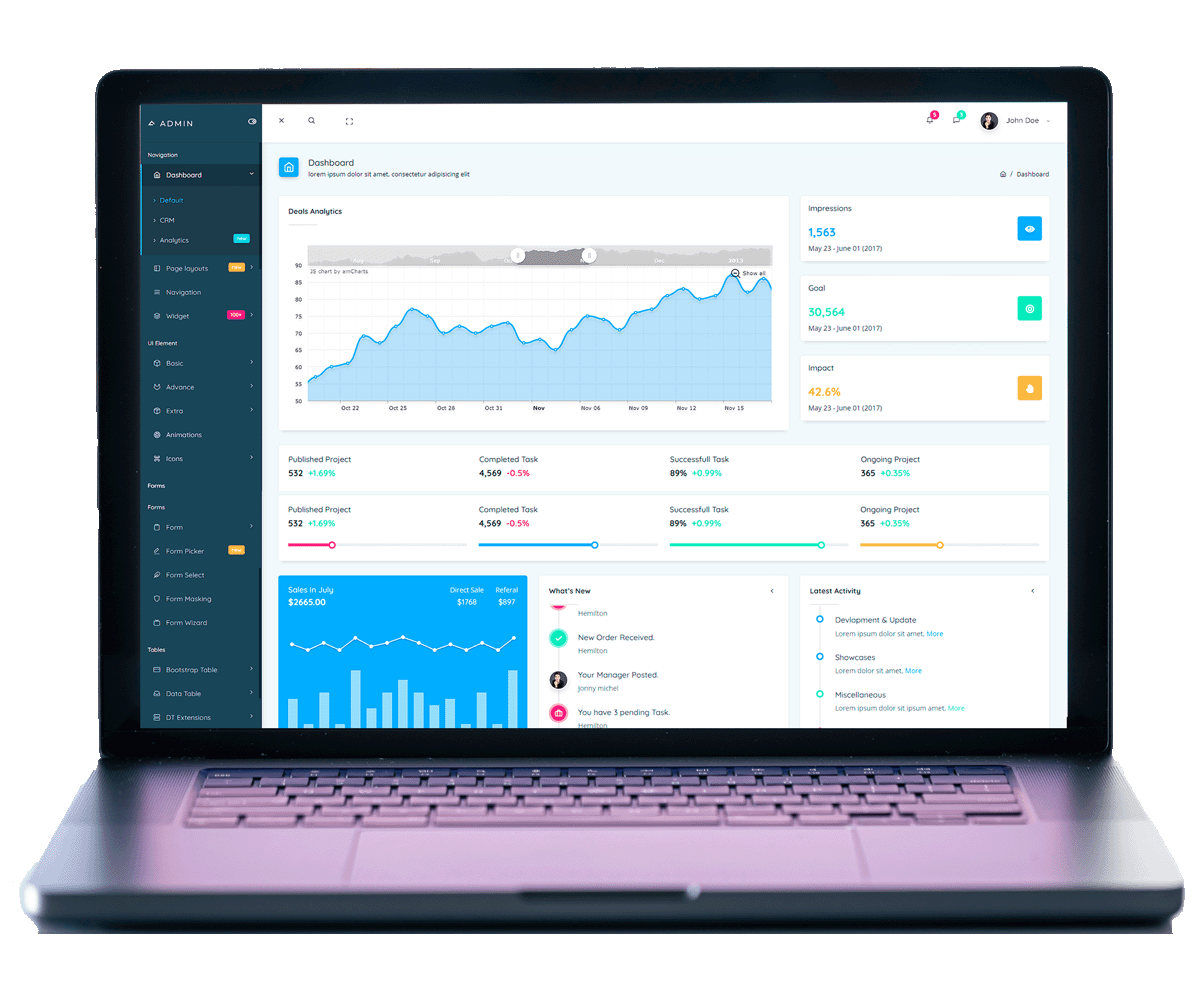 ADMIN
5
3
John Doe
Navigation
Dashboard
Default
CRM
Analytics
new
Page layouts
new
Navigation
Widget
100+
UI Element
Basic
Advance
Extra
Animations
Icons
Forms
Forms
Form
Form Picker
new
Form Select
Form Masking
Form Wizard
Tables
Bootstrap Table
Data Table
DT Extensions
Dashboard
lorem ipsum dolor sit amet, consectetur adipisicing elit
/ Dashboard
Deals Analytics
Aug Sep Dec 2013
JS chart by amCharts
Show all
90
85
80
75
70
65
60
55
50
Oct 22 Oct 25 Oct 28 Oct 31 Nov Nov 06 Nov 09 Nov 12 Nov 15
Impressions
1,563
May 23 - June 01 (2017)
Goal
30,564
May 23 - June 01 (2017)
Impact
42.6%
May 23 - June 01 (2017)
Published Project Completed Task Successfull Task Ongoing Project
532 +1.69% 4,569 -0.5% 89% +0.99% 365 +0.35%
Published Project Completed Task Successfull Task Ongoing Project
532 +1.69% 4,569 -0.5% 89% +0.99% 365 +0.35%
Sales In July Direct Sale Referal
$2665.00 $1768 $897
What's New
Hemilton
New Order Received.
Hemilton
Your Manager Posted.
Jonny michel
You have 3 pending Task.
Hemilton
Latest Activity
Devlopment & Update
Lorem ipsum dolor sit amet, More
Showcases
Lorem dolor sit amet, More
Miscellaneous
Lorem ipsum dolor sit ipsum amet, More